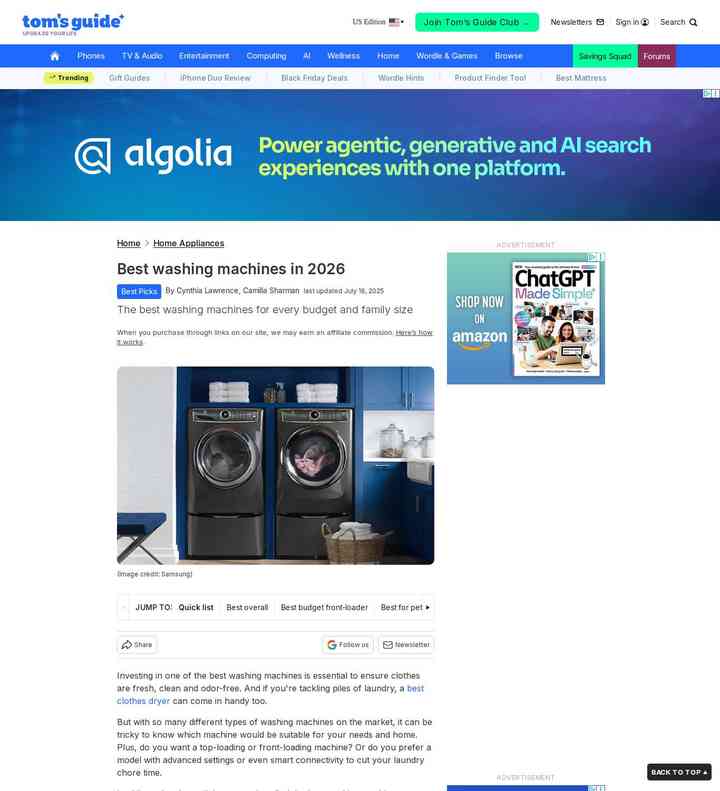 tom's guide
UPGRADE YOUR LIFE
US Edition
Join Tom's Guide Club →
Newsletters
Sign in
Search
Phones
TV & Audio
Entertainment
Computing
AI
Wellness
Home
Wordle & Games
Browse
Savings Squad
Forums
Trending
Gift Guides
iPhone Duo Review
Black Friday Deals
Wordle Hints
Product Finder Tool
Best Mattress
algolia
Power agentic, generative and AI search
experiences with one platform.
Home > Home Appliances
Best washing machines in 2026
Best Picks By Cynthia Lawrence, Camilla Sharman last updated July 16, 2025
The best washing machines for every budget and family size
When you purchase through links on our site, we may earn an affiliate commission. Here's how
it works.
(Image credit: Samsung)
JUMP TO: Quick list
Best overall
Best budget front-loader
Best for pet
Share
Follow us
Newsletter
Investing in one of the best washing machines is essential to ensure clothes
are fresh, clean and odor-free. And if you're tackling piles of laundry, a best
clothes dryer can come in handy too.
But with so many different types of washing machines on the market, it can be
tricky to know which machine would be suitable for your needs and home.
Plus, do you want a top-loading or front-loading machine? Or do you prefer a
model with advanced settings or even smart connectivity to cut your laundry
chore time.
ADVERTISEMENT
SHOP NOW
ON
amazon
ChatGPT
Made Simple
ADVERTISEMENT
BACK TO TOP